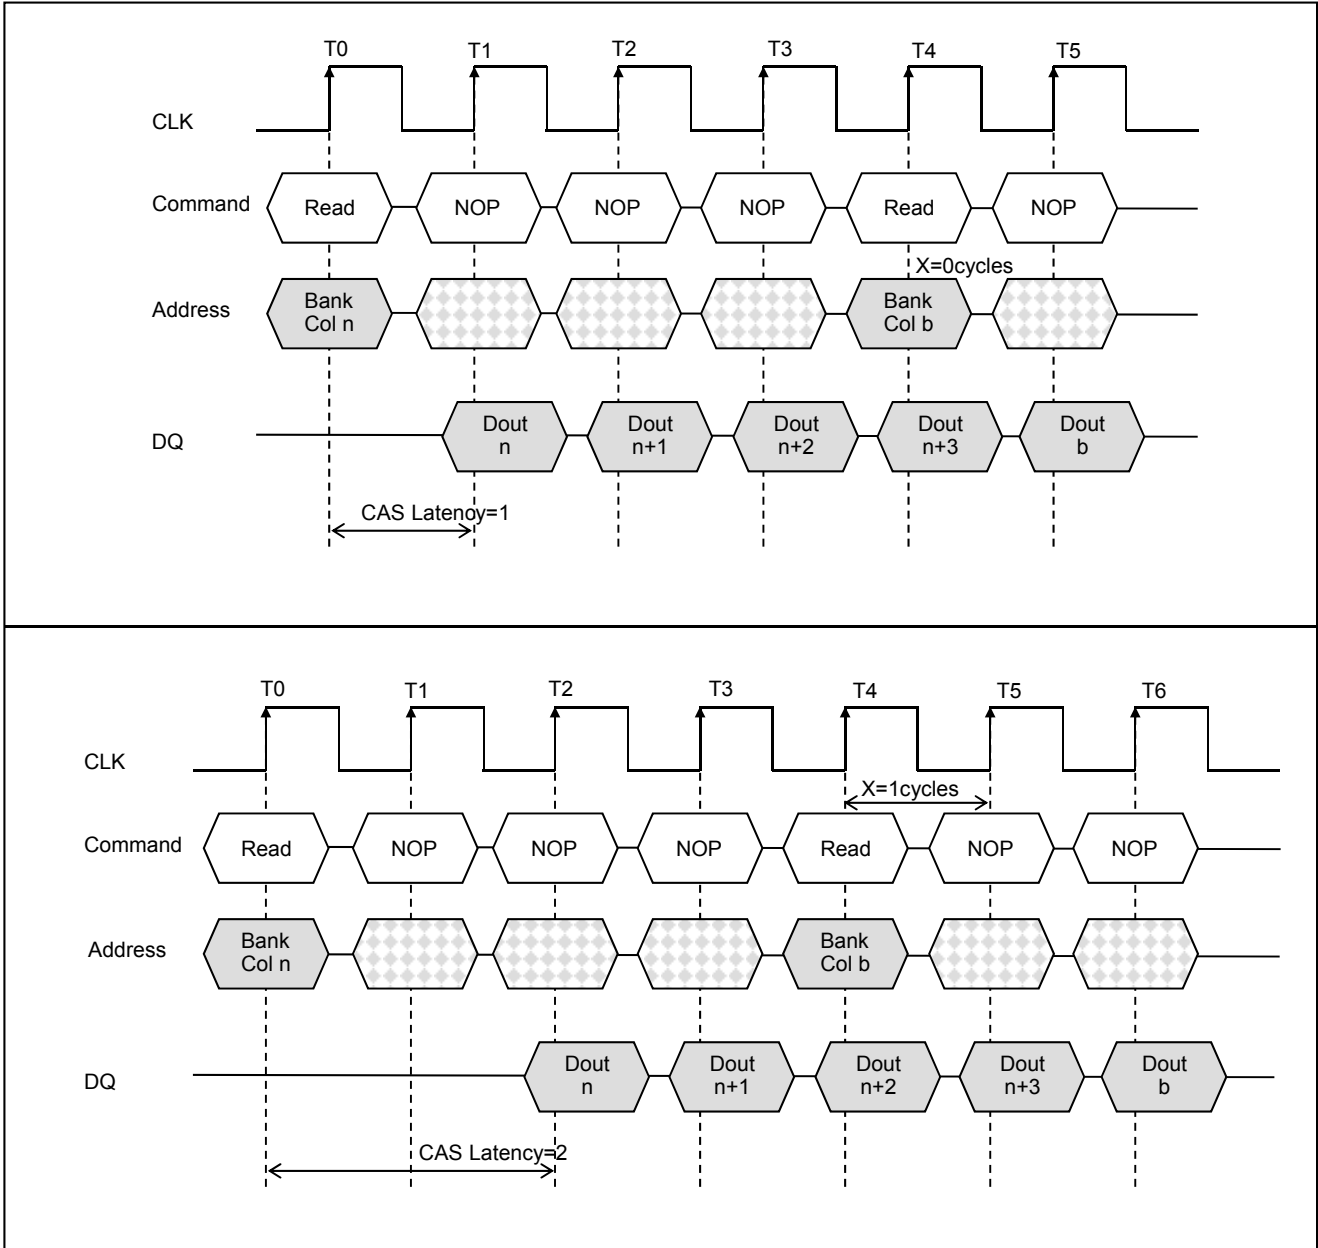 T0 T1 T2 T3 T4 T5
CLK
Command Read NOP NOP NOP Read NOP
X=0cycles
Address Bank Col n Bank Col b
DQ Dout n Dout n+1 Dout n+2 Dout n+3 Dout b
CAS Latency=1
T0 T1 T2 T3 T4 T5 T6
CLK
X=1cycles
Command Read NOP NOP NOP Read NOP NOP
Address Bank Col n Bank Col b
DQ Dout n Dout n+1 Dout n+2 Dout n+3 Dout b
CAS Latency=2